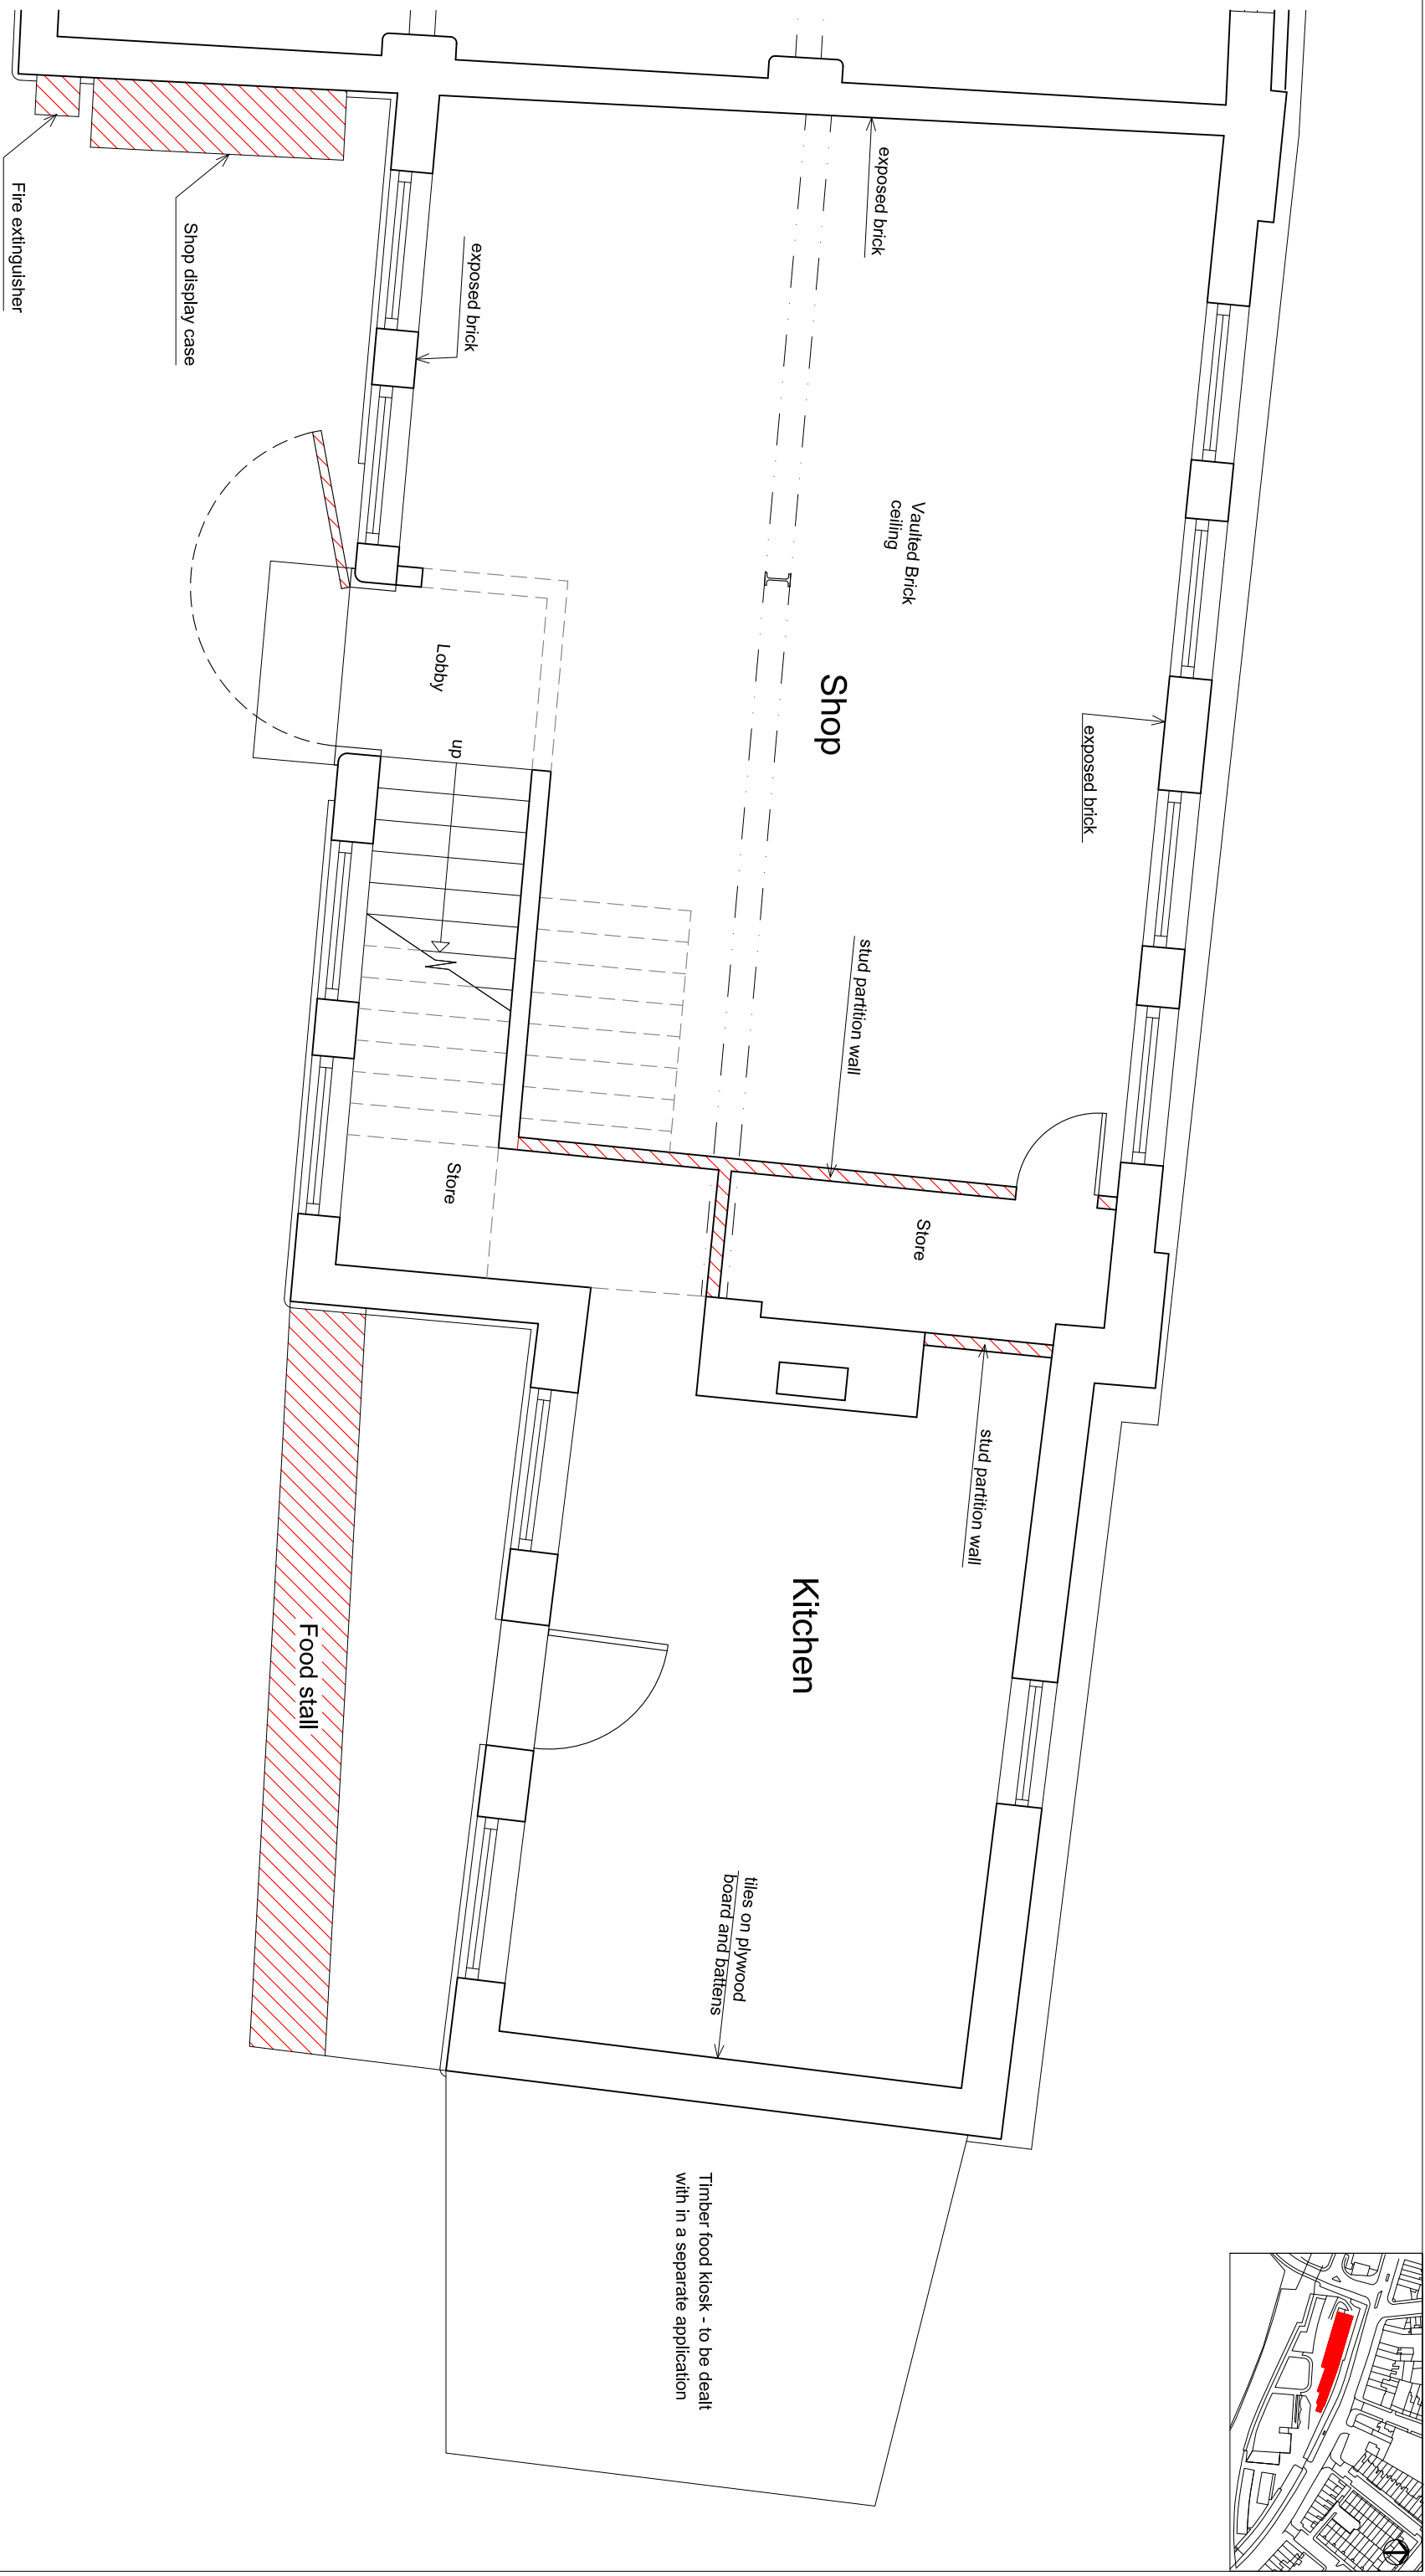 Fire extinguisher
Shop display case
exposed brick
exposed brick
Vaulted Brick
ceiling
Lobby
Shop
up
exposed brick
stud partition wall
Store
Store
stud partition wall
Kitchen
Food stall
tiles on plywood
board and battens
Timber food kiosk - to be dealt
with in a separate application